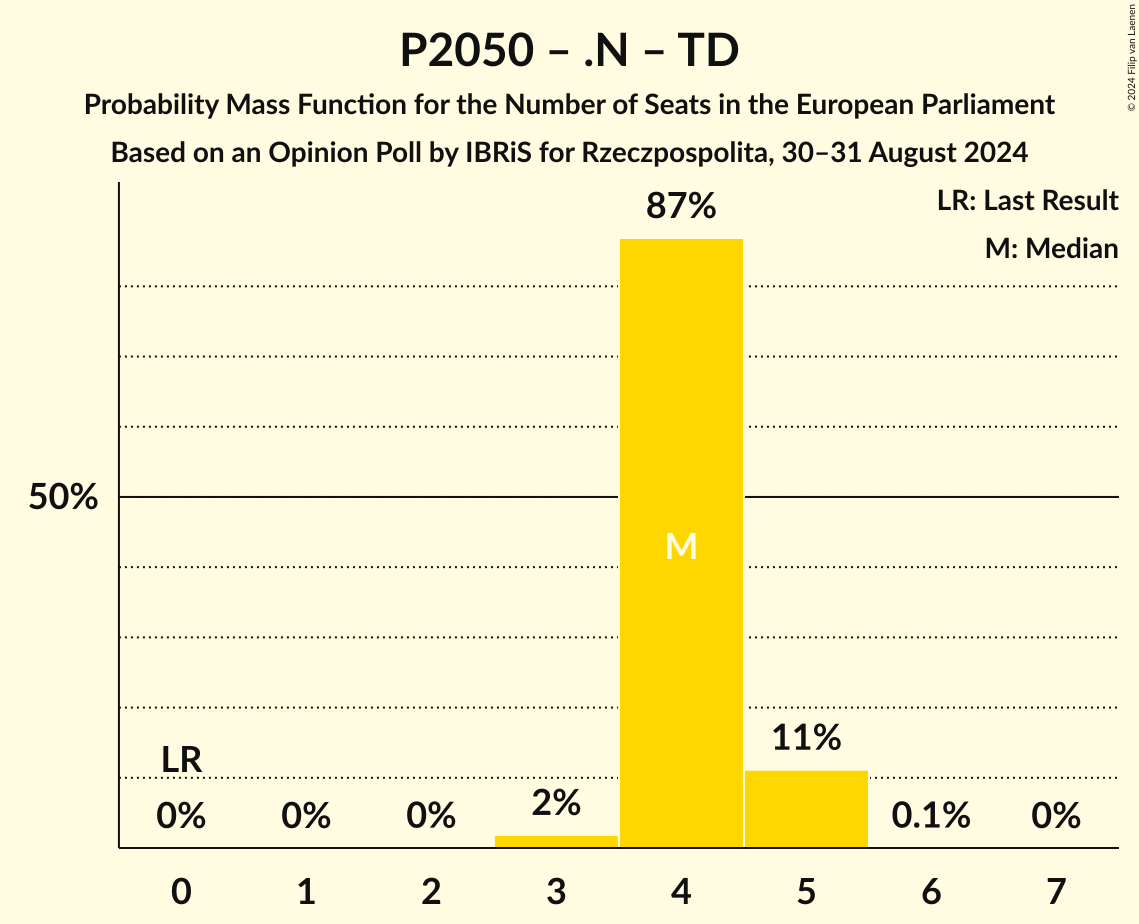 P2050 – .N – TD
Probability Mass Function for the Number of Seats in the European Parliament
Based on an Opinion Poll by IBRiS for Rzeczpospolita, 30–31 August 2024
© 2024 Filip van Laenen
LR: Last Result
M: Median
87%
50%
M
11%
LR
2%
0% 0% 0% 0.1% 0%
0 1 2 3 4 5 6 7